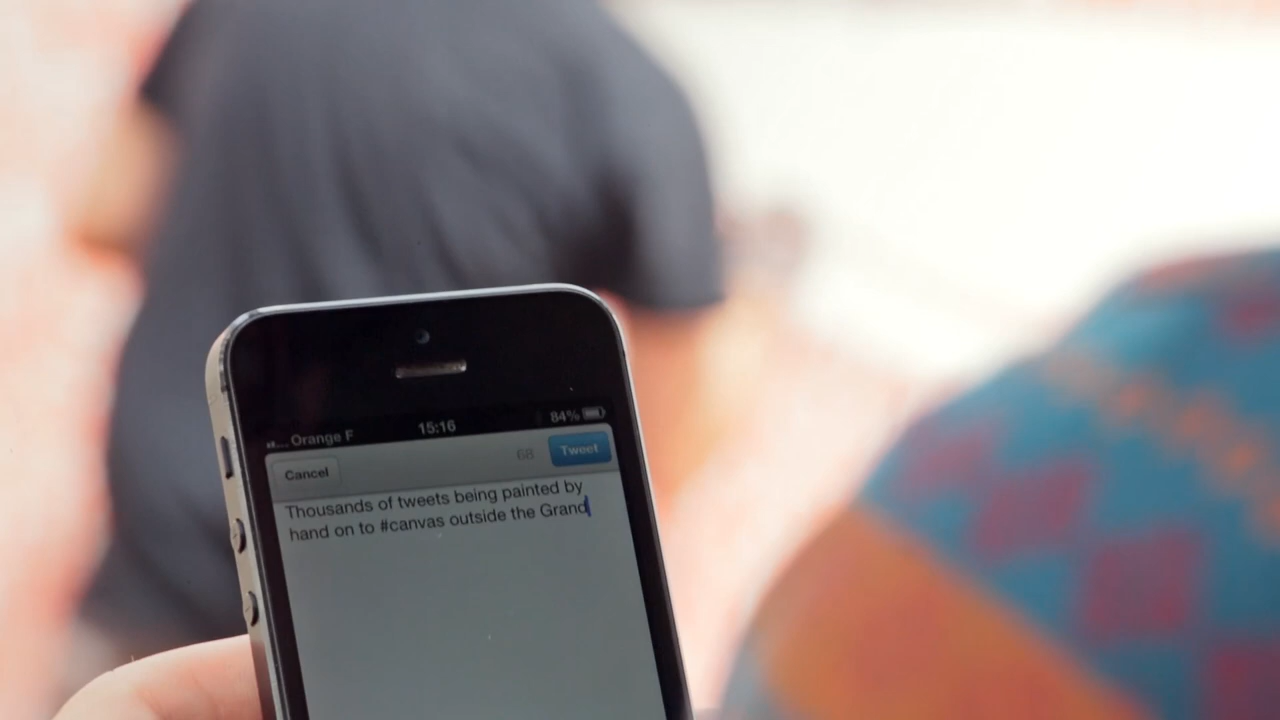 Orange F 15:16 84%
Cancel 68 Tweet
Thousands of tweets being painted by
hand on to #canvas outside the Grand